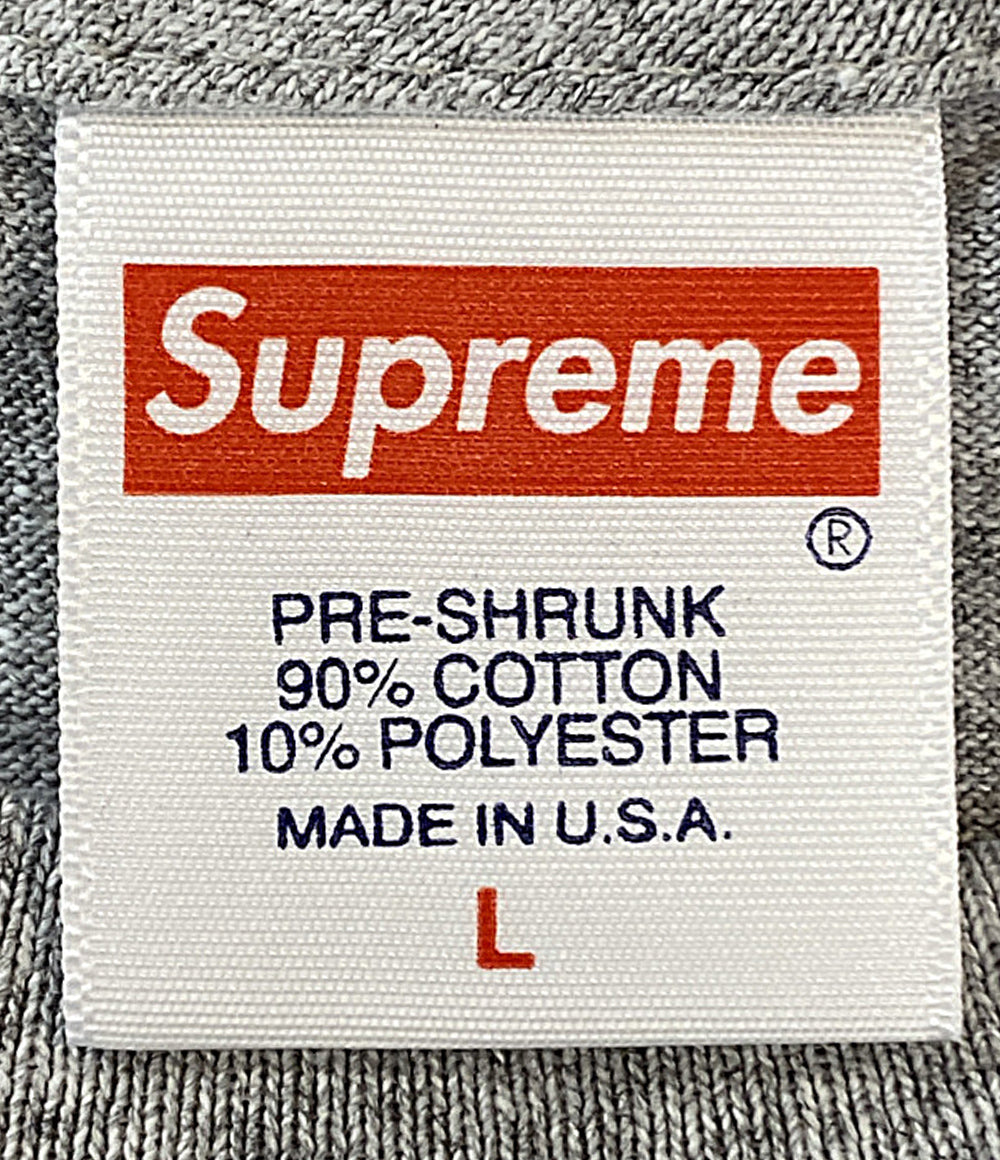 Supreme
®
PRE-SHRUNK
90% COTTON
10% POLYESTER
MADE IN U.S.A.
L